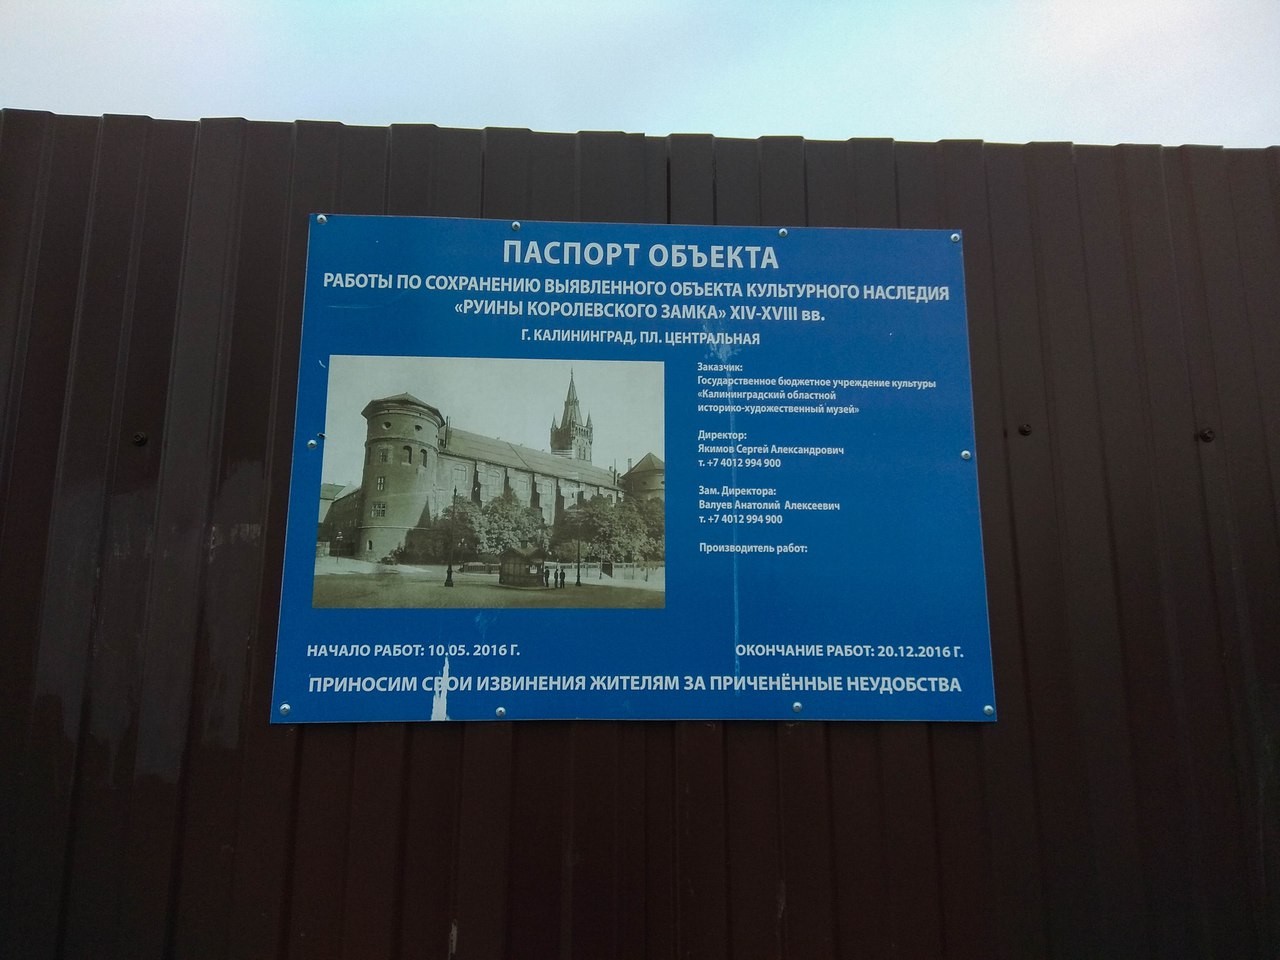 ПАСПОРТ ОБЪЕКТА
РАБОТЫ ПО СОХРАНЕНИЮ ВЫЯВЛЕННОГО ОБЪЕКТА КУЛЬТУРНОГО НАСЛЕДИЯ
«РУИНЫ КОРОЛЕВСКОГО ЗАМКА» XIV-XVIII вв.
Г. КАЛИНИНГРАД, ПЛ. ЦЕНТРАЛЬНАЯ
Заказчик:
Государственное бюджетное учреждение культуры
«Калининградский областной
историко-художественный музей»
Директор:
Якимов Сергей Александрович
т. +7 4012 994 900
Зам. Директора:
Валуев Анатолий Алексеевич
т. +7 4012 994 900
Производитель работ:
НАЧАЛО РАБОТ: 10.05. 2016 Г.
ОКОНЧАНИЕ РАБОТ: 20.12.2016 Г.
ПРИНОСИМ СВОИ ИЗВИНЕНИЯ ЖИТЕЛЯМ ЗА ПРИЧЕНЁННЫЕ НЕУДОБСТВА